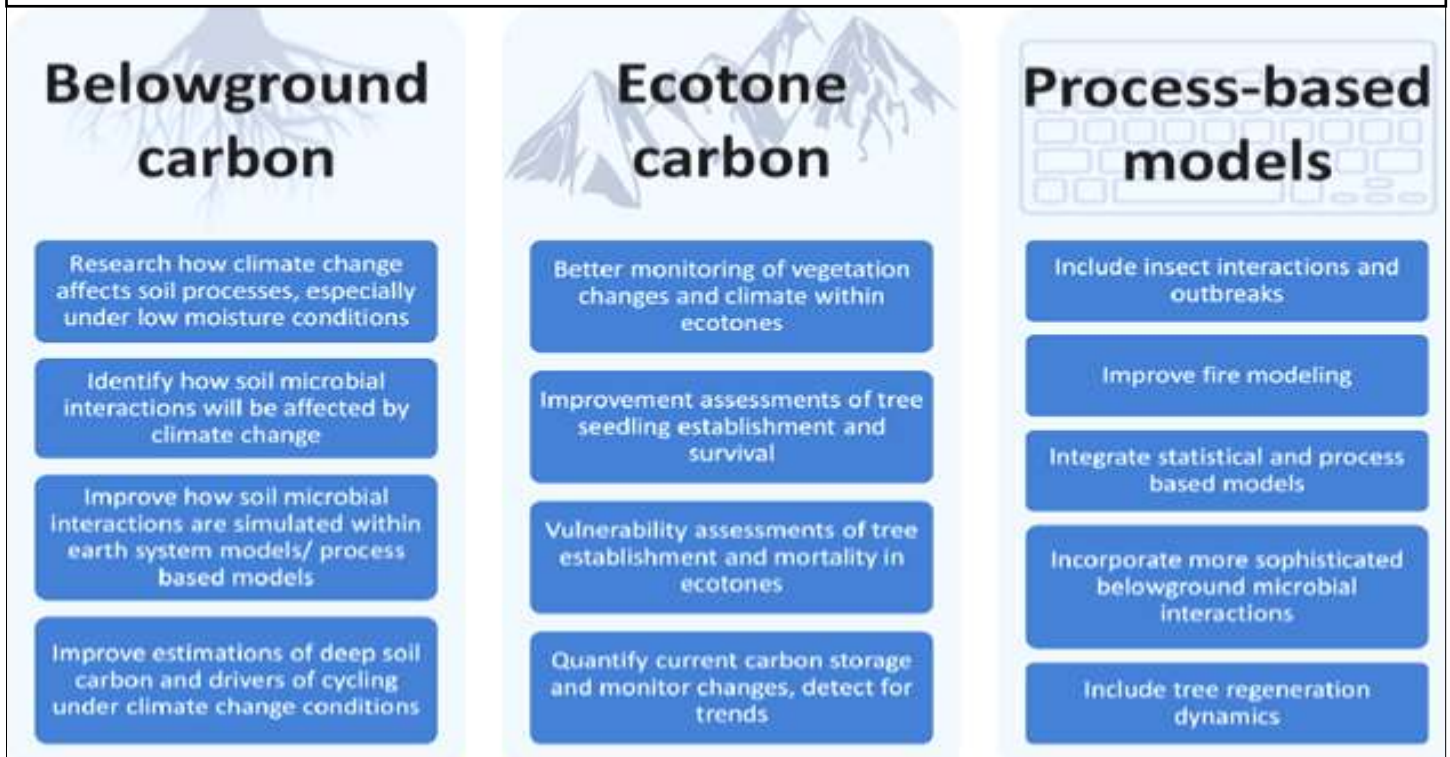 Belowground
carbon
Research how climate change
affects soil processes, especially
under low moisture conditions
Identify how soil microbial
interactions will be affected by
climate change
Improve how soil microbial
interactions are simulated within
earth system models/ process
based models
Improve estimations of deep soil
carbon and drivers of cycling
under climate change conditions
Ecotone
carbon
Better monitoring of vegetation
changes and climate within
ecotones
Improvement assessments of tree
seedling establishment and
survival
Vulnerability assessments of tree
establishment and mortality in
ecotones
Quantify current carbon storage
and monitor changes, detect for
trends
Process-based
models
Include insect interactions and
outbreaks
Improve fire modeling
Integrate statistical and process
based models
Incorporate more sophisticated
belowground microbial
interactions
Include tree regeneration
dynamics